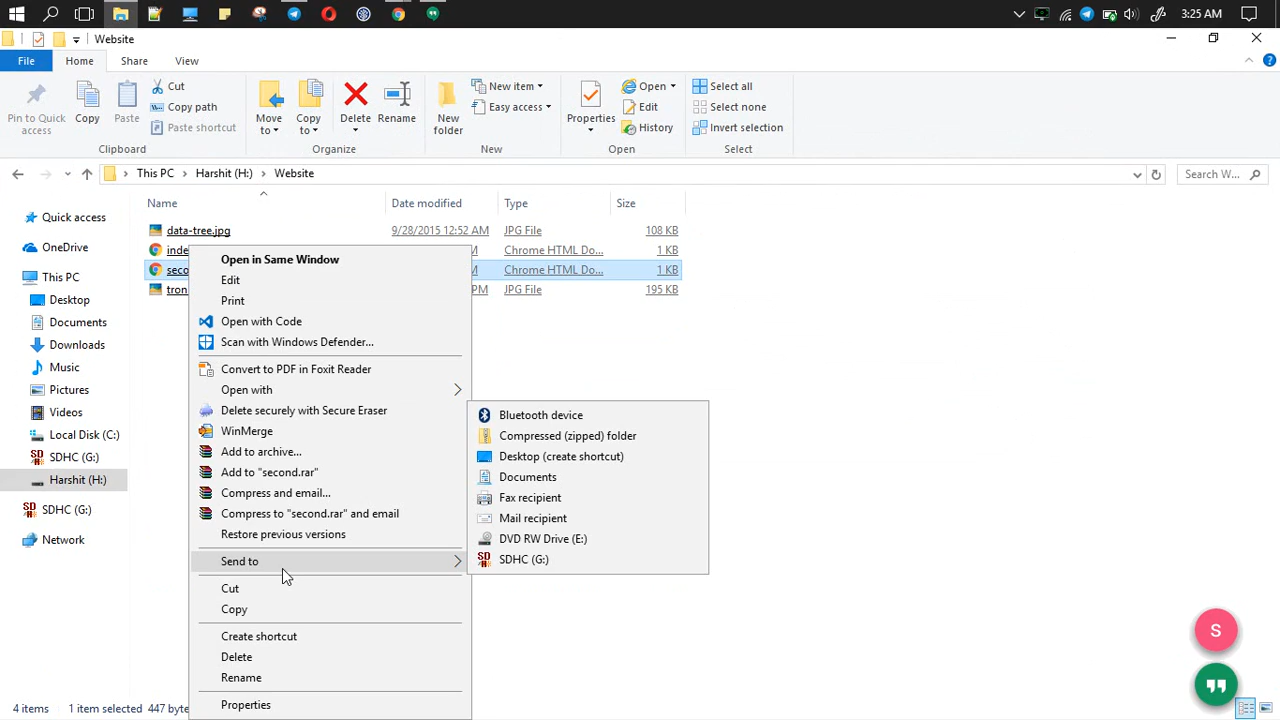 3:25 AM
Website
File Home Share View
Pin to Quick access
Copy
Paste
Cut
Copy path
Paste shortcut
Clipboard
Move to
Copy to
Delete
Rename
Organize
New folder
New item
Easy access
New
Properties
Open
Edit
History
Open
Select all
Select none
Invert selection
Select
This PC Harshit (H:) Website
Search W...
Name Date modified Type Size
data-tree.jpg 9/28/2015 12:52 AM JPG File 108 KB
inde M Chrome HTML Do... 1 KB
seco M Chrome HTML Do... 1 KB
tron PM JPG File 195 KB
Quick access
OneDrive
This PC
Desktop
Documents
Downloads
Music
Pictures
Videos
Local Disk (C:)
SDHC (G:)
Harshit (H:)
SDHC (G:)
Network
Open in Same Window
Edit
Print
Open with Code
Scan with Windows Defender...
Convert to PDF in Foxit Reader
Open with
Delete securely with Secure Eraser
WinMerge
Add to archive...
Add to "second.rar"
Compress and email...
Compress to "second.rar" and email
Restore previous versions
Send to
Cut
Copy
Create shortcut
Delete
Rename
Properties
Bluetooth device
Compressed (zipped) folder
Desktop (create shortcut)
Documents
Fax recipient
Mail recipient
DVD RW Drive (E:)
SDHC (G:)
S
4 items 1 item selected 447 byte